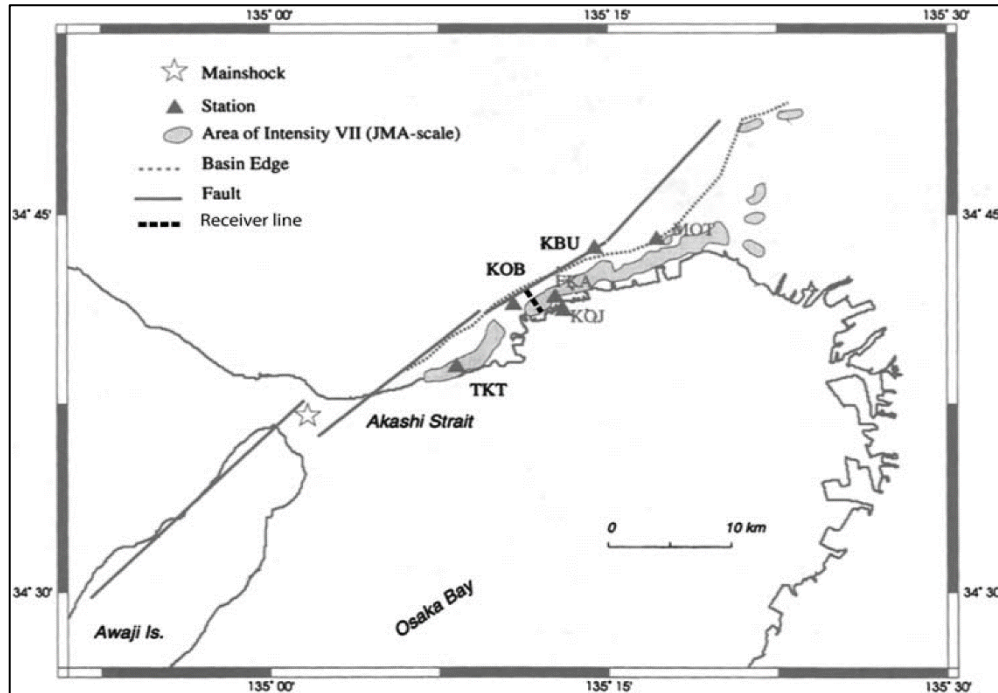 135° 00'
135° 15'
135° 30'
Mainshock
Station
Area of Intensity VII (JMA-scale)
Basin Edge
Fault
Receiver line
34° 45'
34° 45'
KBU
MOT
KOB
FKA
KOJ
TKT
Akashi Strait
0 10 km
34° 30'
34° 30'
Osaka Bay
Awaji Is.
135° 00'
135° 15'
135° 30'